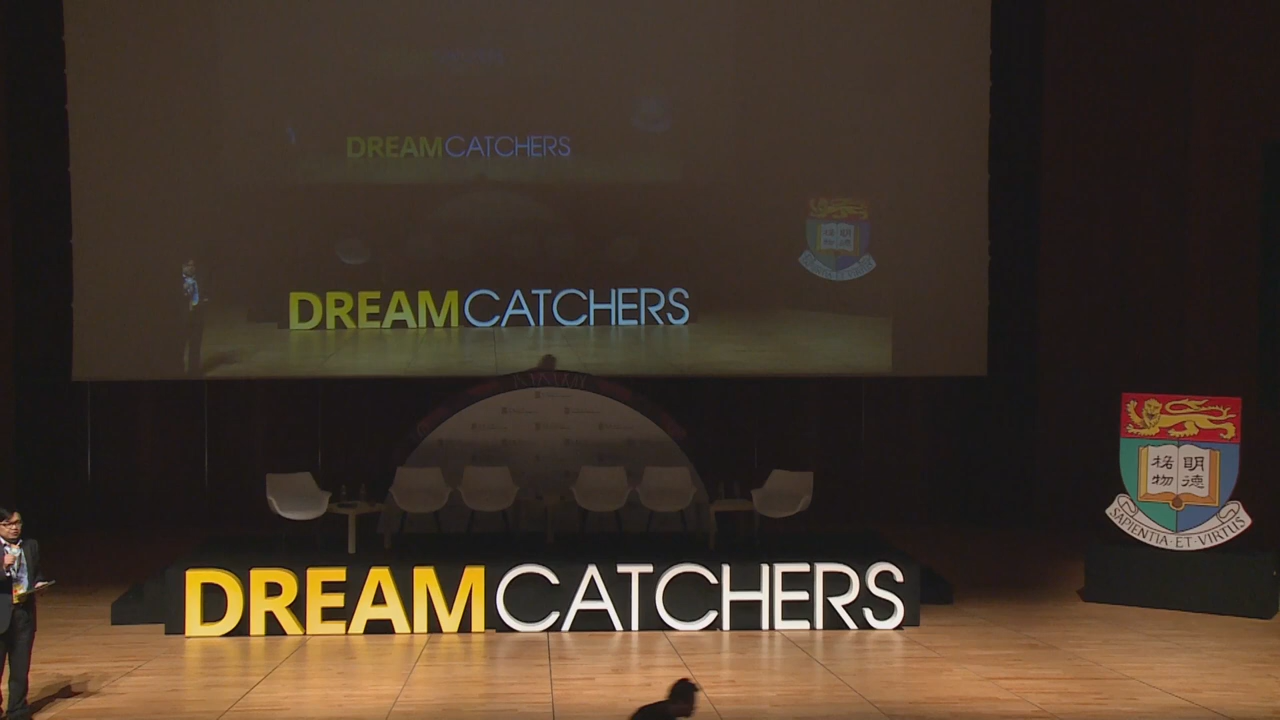 DREAMCATCHERS
DREAMCATCHERS
DREAMCATCHERS
明德
格物
SAPIENTIA·ET·VIRTUS